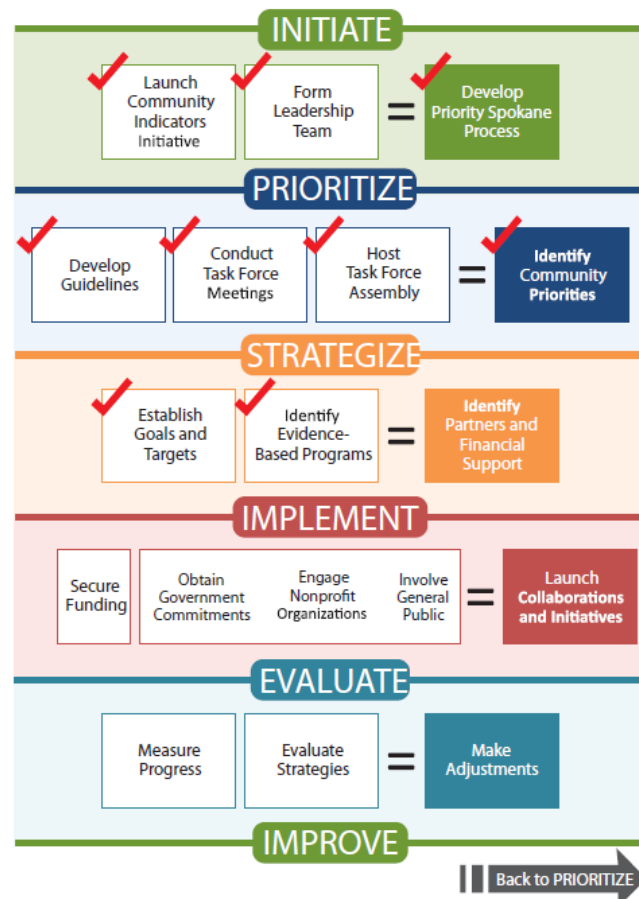 INITIATE
Launch
Community
Indicators
Initiative
Form
Leadership
Team
=
Develop
Priority Spokane
Process
PRIORITIZE
Develop
Guidelines
Conduct
Task Force
Meetings
Host
Task Force
Assembly
=
Identify
Community
Priorities
STRATEGIZE
Establish
Goals and
Targets
Identify
Evidence-
Based Programs
=
Identify
Partners and
Financial
Support
IMPLEMENT
Secure
Funding
Obtain
Government
Commitments
Engage
Nonprofit
Organizations
Involve
General
Public
=
Launch
Collaborations
and Initiatives
EVALUATE
Measure
Progress
Evaluate
Strategies
=
Make
Adjustments
IMPROVE
Back to PRIORITIZE